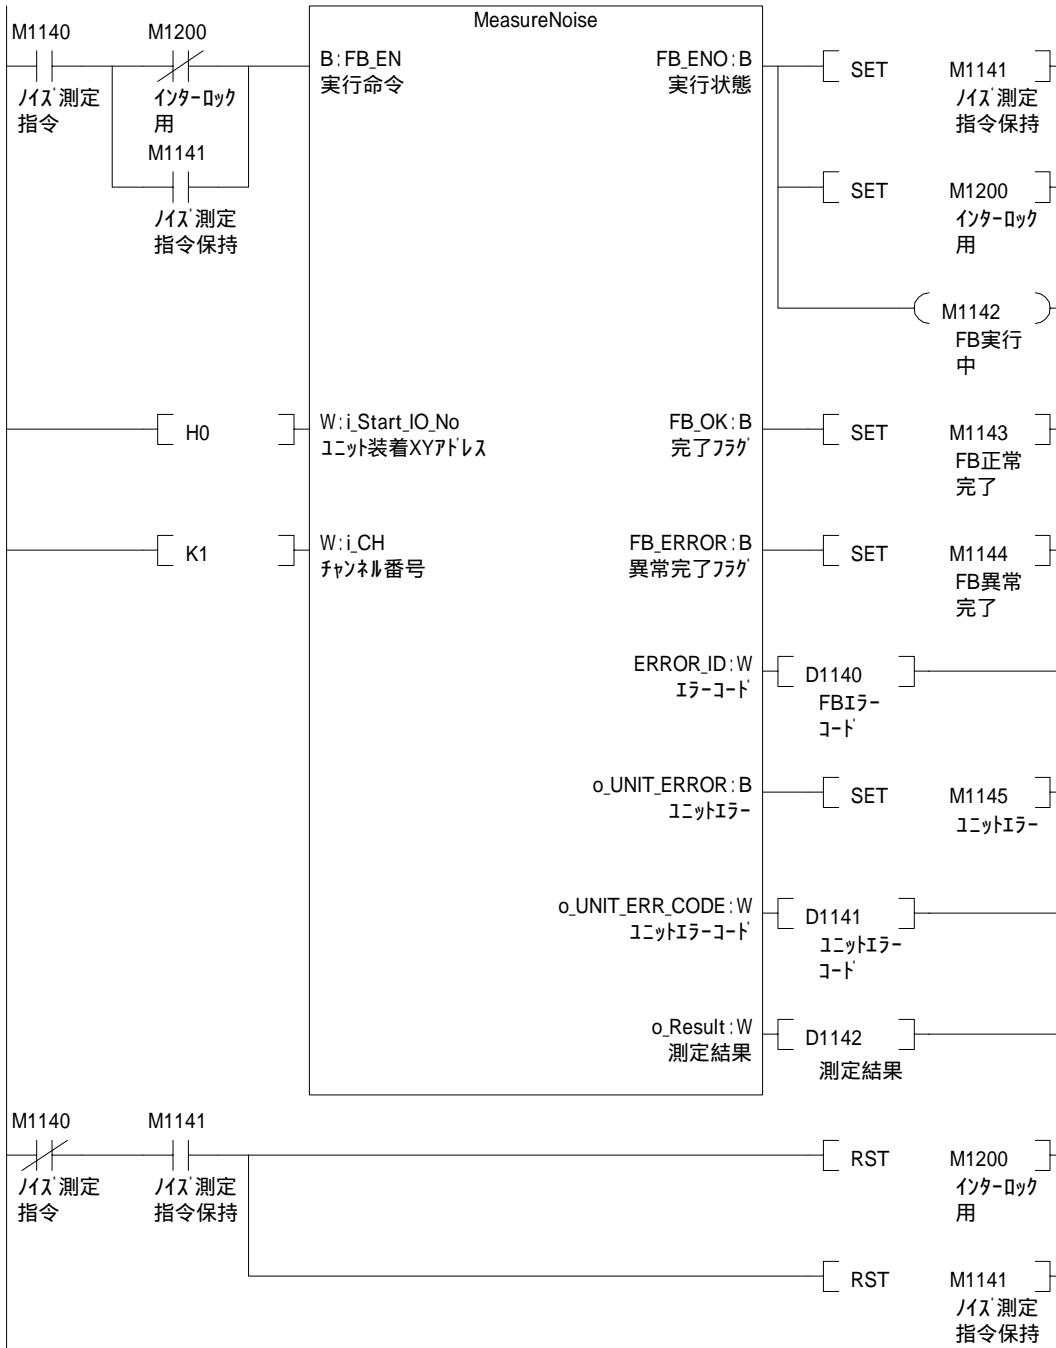 MeasureNoise
M1140
M1200
B:FB_EN
FB_ENO:B
SET
M1141
ﾉｲｽﾞ測定
指令
ｲﾝﾀｰﾛｯｸ
用
実行命令
実行状態
ﾉｲｽﾞ測定
指令保持
M1141
ﾉｲｽﾞ測定
指令保持
SET
M1200
ｲﾝﾀｰﾛｯｸ
用
M1142
FB実行
中
H0
W:i_Start_IO_No
FB_OK:B
SET
M1143
ﾕﾆｯﾄ装着XYｱﾄﾞﾚｽ
完了ﾌﾗｸﾞ
FB正常
完了
K1
W:i_CH
FB_ERROR:B
SET
M1144
ﾁｬﾝﾈﾙ番号
異常完了ﾌﾗｸﾞ
FB異常
完了
ERROR_ID:W
D1140
ｴﾗｰｺｰﾄﾞ
FBｴﾗｰ
ｺｰﾄﾞ
o_UNIT_ERROR:B
SET
M1145
ﾕﾆｯﾄｴﾗｰ
ﾕﾆｯﾄｴﾗｰ
o_UNIT_ERR_CODE:W
D1141
ﾕﾆｯﾄｴﾗｰｺｰﾄﾞ
ﾕﾆｯﾄｴﾗｰ
ｺｰﾄﾞ
o_Result:W
D1142
測定結果
測定結果
M1140
M1141
RST
M1200
ﾉｲｽﾞ測定
指令
ﾉｲｽﾞ測定
指令保持
ｲﾝﾀｰﾛｯｸ
用
RST
M1141
ﾉｲｽﾞ測定
指令保持